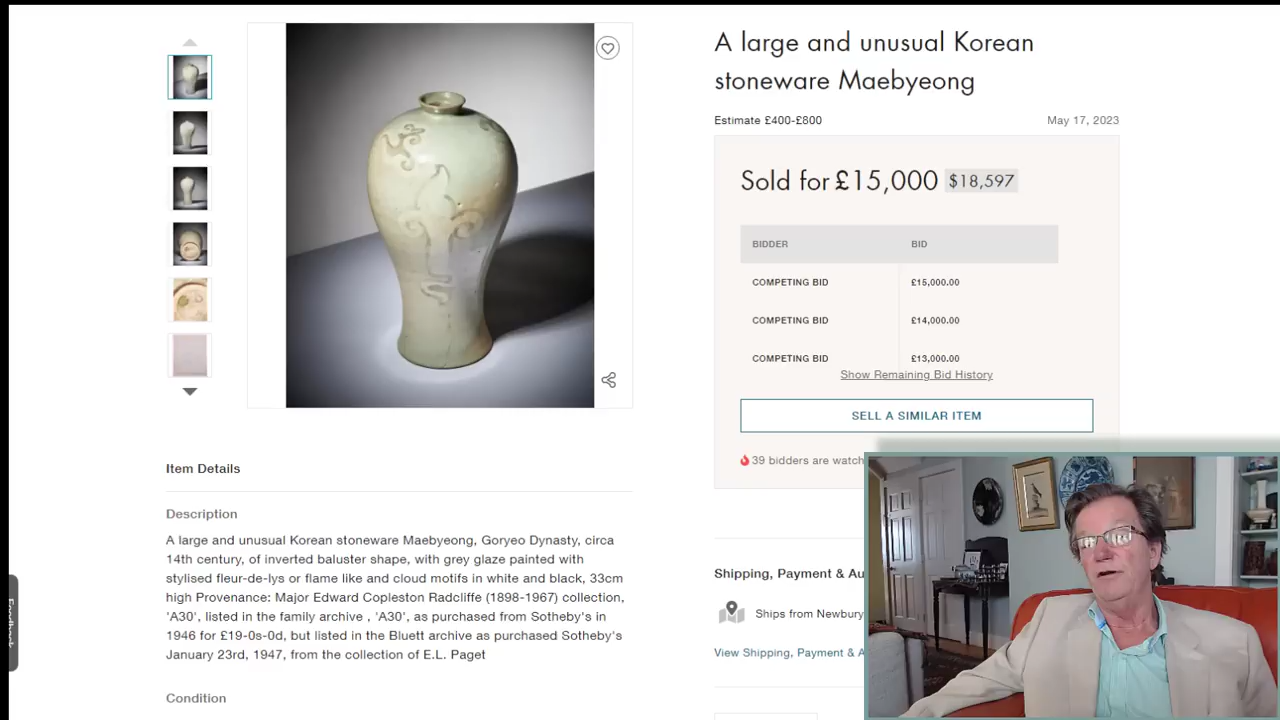 A large and unusual Korean
stoneware Maebyeong
Estimate £400-£800
May 17, 2023
Sold for £15,000 $18,597
BIDDER BID
COMPETING BID £15,000.00
COMPETING BID £14,000.00
COMPETING BID £13,000.00
Show Remaining Bid History
SELL A SIMILAR ITEM
39 bidders are watch
Item Details
Description
A large and unusual Korean stoneware Maebyeong, Goryeo Dynasty, circa
14th century, of inverted baluster shape, with grey glaze painted with
stylised fleur-de-lys or flame like and cloud motifs in white and black, 33cm
high Provenance: Major Edward Copleston Radcliffe (1898-1967) collection,
'A30', listed in the family archive , 'A30', as purchased from Sotheby's in
1946 for £19-0s-0d, but listed in the Bluett archive as purchased Sotheby's
January 23rd, 1947, from the collection of E.L. Paget
Condition
Shipping, Payment & Au
Ships from Newbury
View Shipping, Payment & A
Feedback